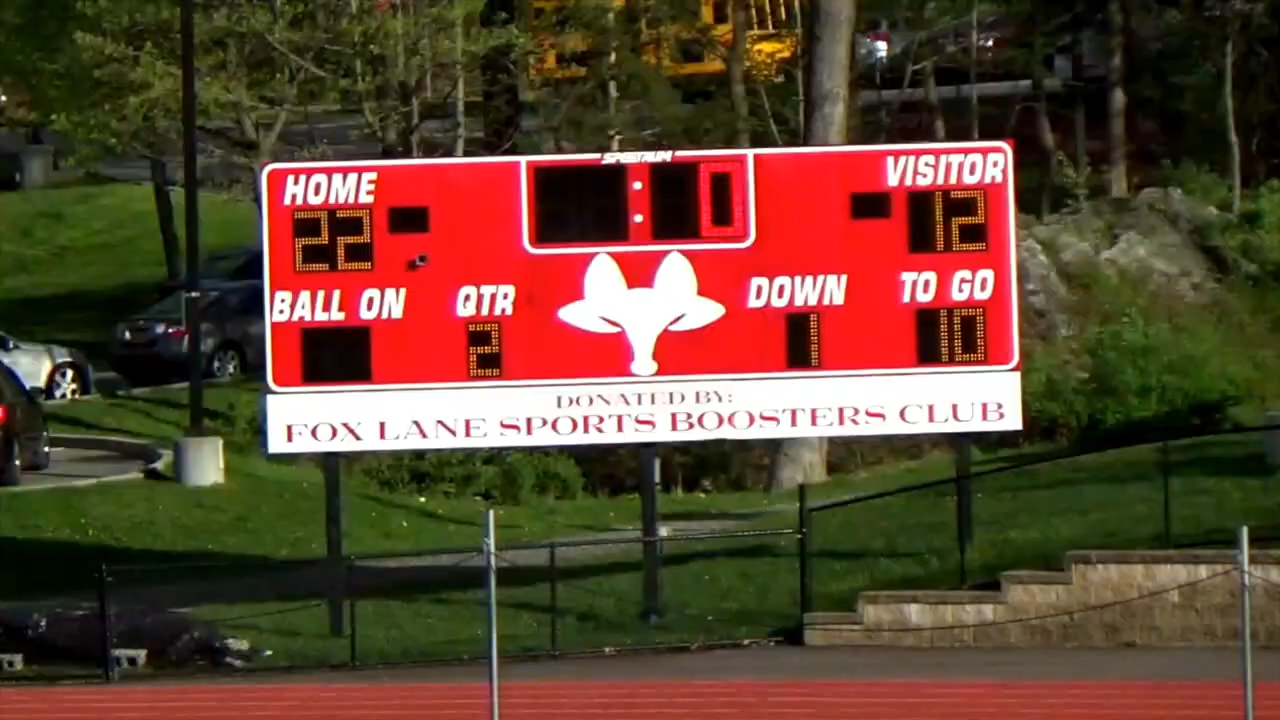 SPECTRUM
HOME : 0 VISITOR
22 12
BALL ON QTR DOWN TO GO
2 1 10
DONATED BY:
FOX LANE SPORTS BOOSTERS CLUB